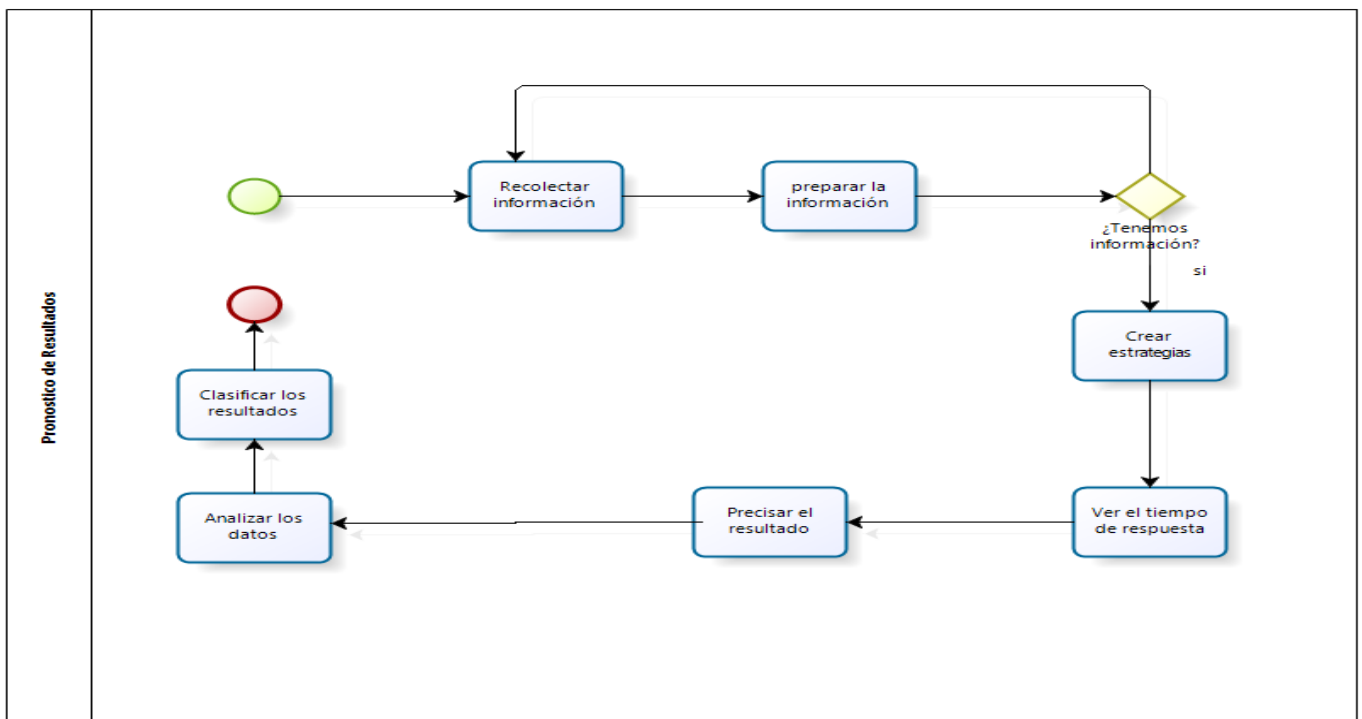 Pronostico de Resultados
Recolectar
información
preparar la
información
¿Tenemos
información?
si
Crear
estrategias
Ver el tiempo
de respuesta
Precisar el
resultado
Analizar los
datos
Clasificar los
resultados